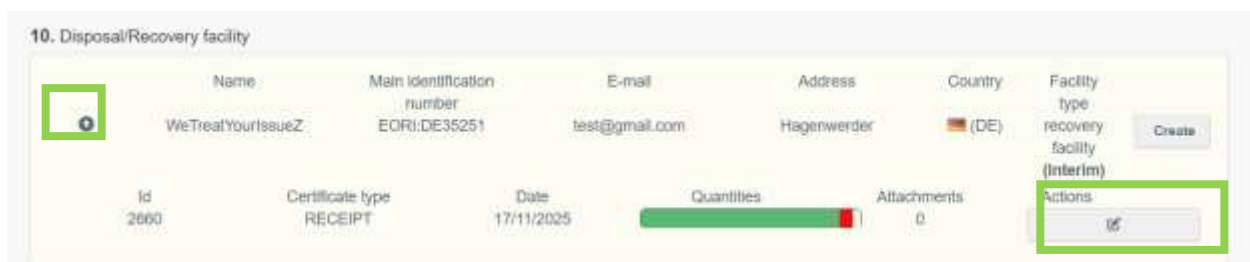 10. Disposal/Recovery facility
Name Main identification number E-mail Address Country Facility type
WeTreatYourIssueZ EORI:DE35251 test@gmail.com Hagenwerder (DE) recovery facility (Interim) Create
Id Certificate type Date Quantities Attachments Actions
2660 RECEIPT 17/11/2025 0